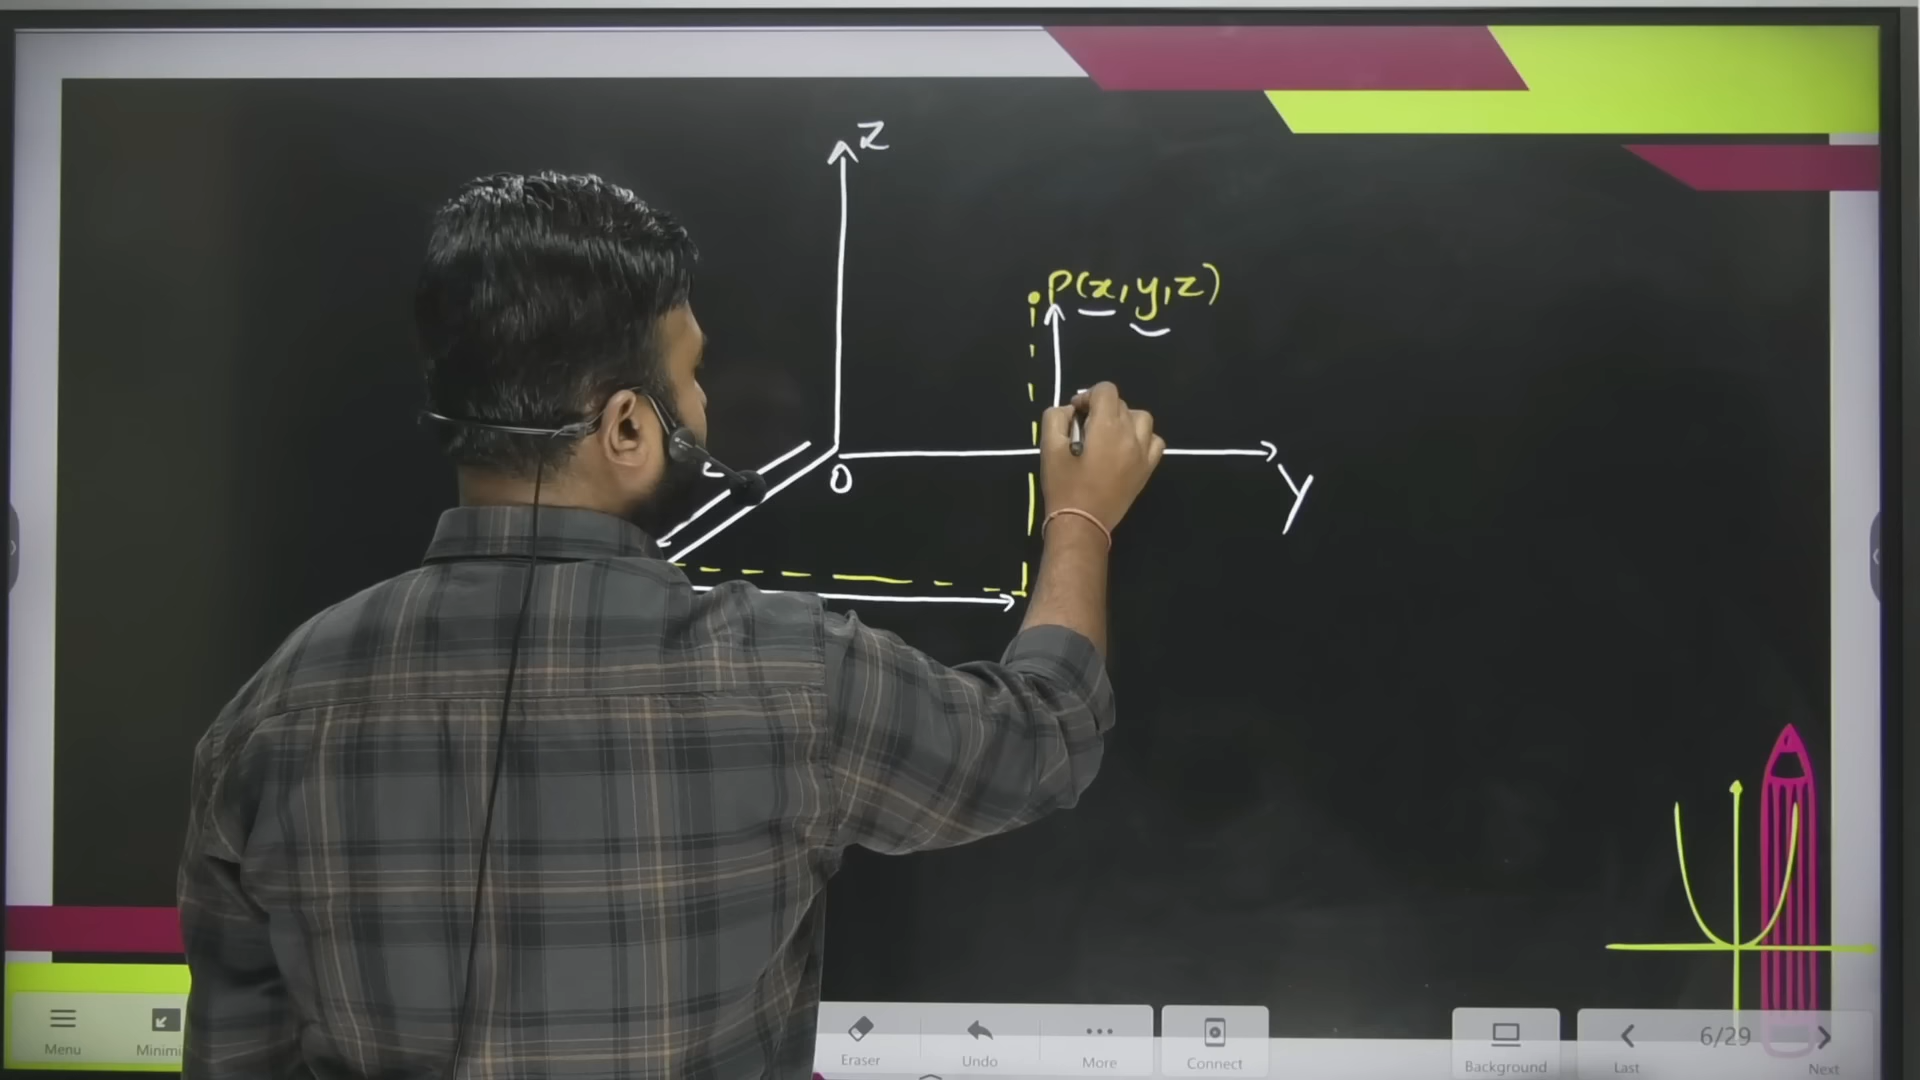 Z
P(x, y, z)
O
Y
Menu
Minimi
Eraser
Undo
More
Connect
Background
6/29
Last
Next